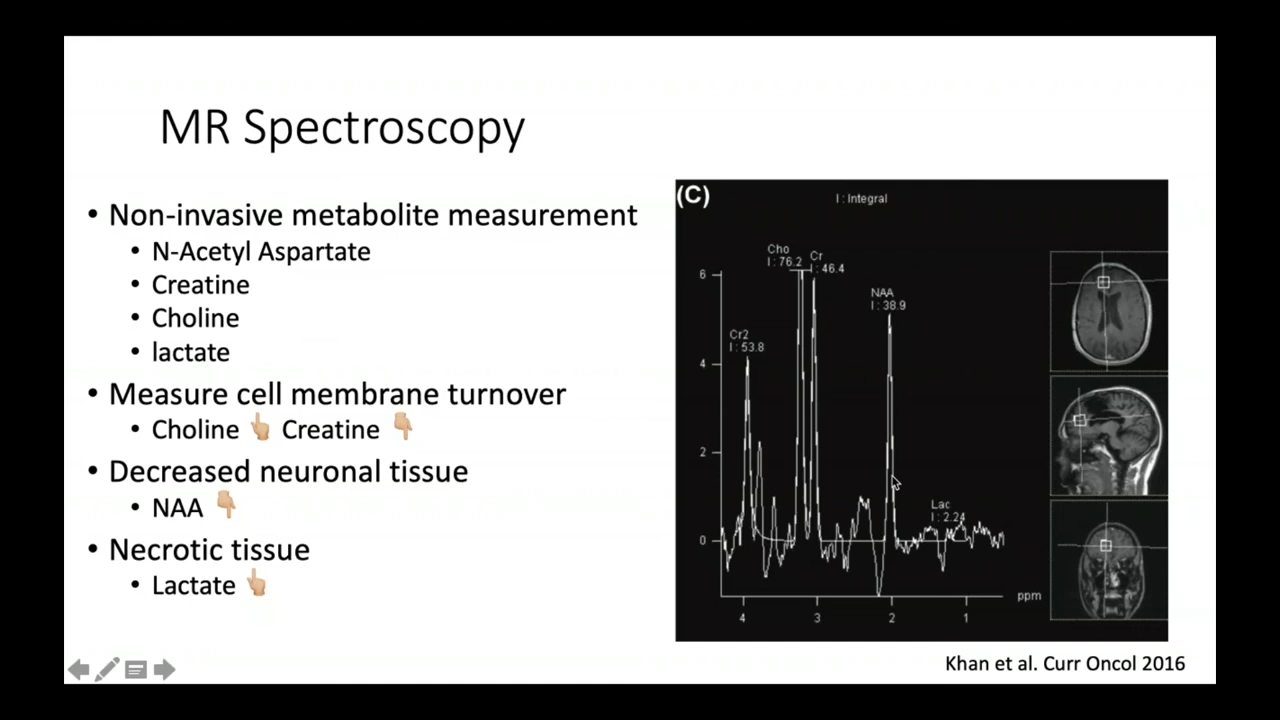 MR Spectroscopy
• Non-invasive metabolite measurement
• N-Acetyl Aspartate
• Creatine
• Choline
• lactate
• Measure cell membrane turnover
• Choline 👆🏼 Creatine 👇🏼
• Decreased neuronal tissue
• NAA 👇🏼
• Necrotic tissue
• Lactate 👆🏼
(C)
I : Integral
Cho
I : 76.2
Cr
I : 46.4
NAA
I : 38.9
Cr2
I : 53.8
Lac
I : 2.24
6
4
2
0
ppm
4 3 2 1
Khan et al. Curr Oncol 2016